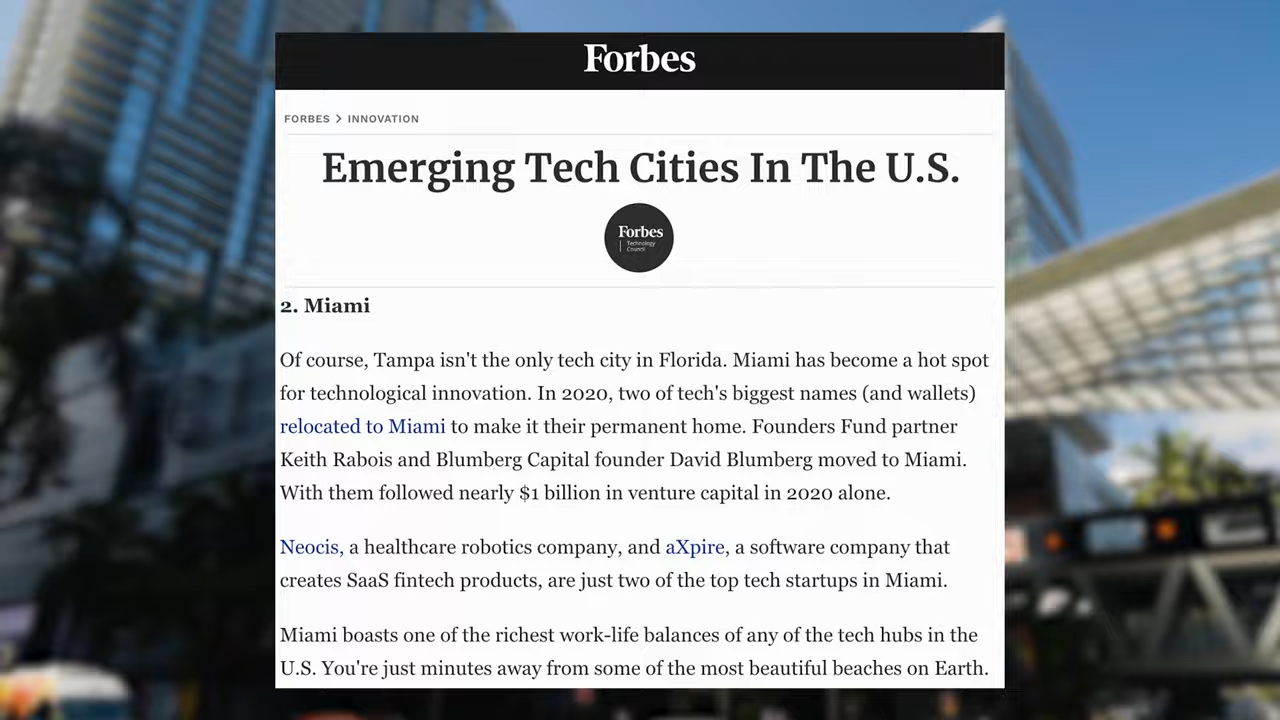 Forbes
FORBES > INNOVATION
Emerging Tech Cities In The U.S.
Forbes
Technology
Council
2. Miami
Of course, Tampa isn't the only tech city in Florida. Miami has become a hot spot
for technological innovation. In 2020, two of tech's biggest names (and wallets)
relocated to Miami to make it their permanent home. Founders Fund partner
Keith Rabois and Blumberg Capital founder David Blumberg moved to Miami.
With them followed nearly $1 billion in venture capital in 2020 alone.
Neocis, a healthcare robotics company, and aXpire, a software company that
creates SaaS fintech products, are just two of the top tech startups in Miami.
Miami boasts one of the richest work-life balances of any of the tech hubs in the
U.S. You're just minutes away from some of the most beautiful beaches on Earth.